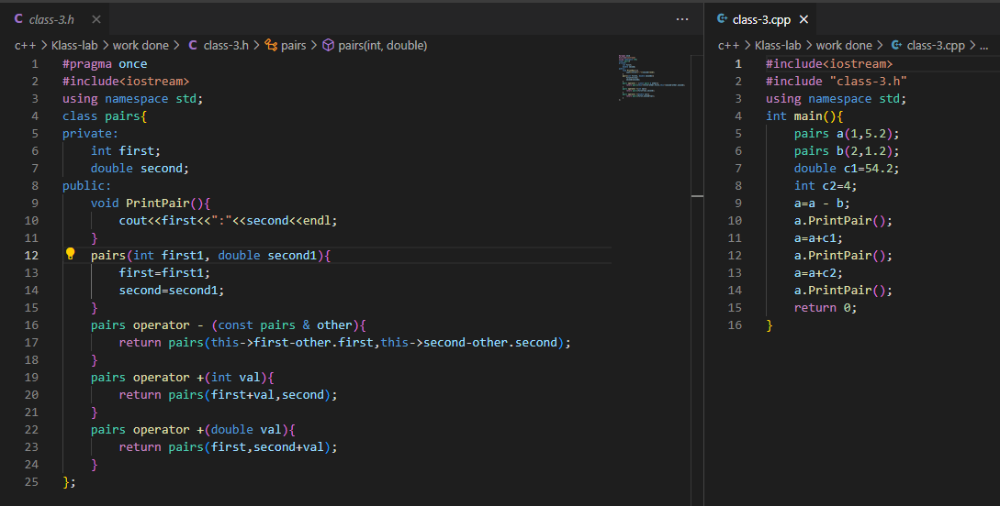 class-3.h
c++ > Klass-lab > work done > C class-3.h > pairs > pairs(int, double)
1 #pragma once
2 #include<iostream>
3 using namespace std;
4 class pairs{
5 private:
6     int first;
7     double second;
8 public:
9     void PrintPair(){
10         cout<<first<<":"<<second<<endl;
11     }
12     pairs(int first1, double second1){
13         first=first1;
14         second=second1;
15     }
16     pairs operator - (const pairs & other){
17         return pairs(this->first-other.first,this->second-other.second);
18     }
19     pairs operator +(int val){
20         return pairs(first+val,second);
21     }
22     pairs operator +(double val){
23         return pairs(first,second+val);
24     }
25 };
class-3.cpp
c++ > Klass-lab > work done > class-3.cpp > ...
1 #include<iostream>
2 #include "class-3.h"
3 using namespace std;
4 int main(){
5     pairs a(1,5.2);
6     pairs b(2,1.2);
7     double c1=54.2;
8     int c2=4;
9     a=a - b;
10     a.PrintPair();
11     a=a+c1;
12     a.PrintPair();
13     a=a+c2;
14     a.PrintPair();
15     return 0;
16 }